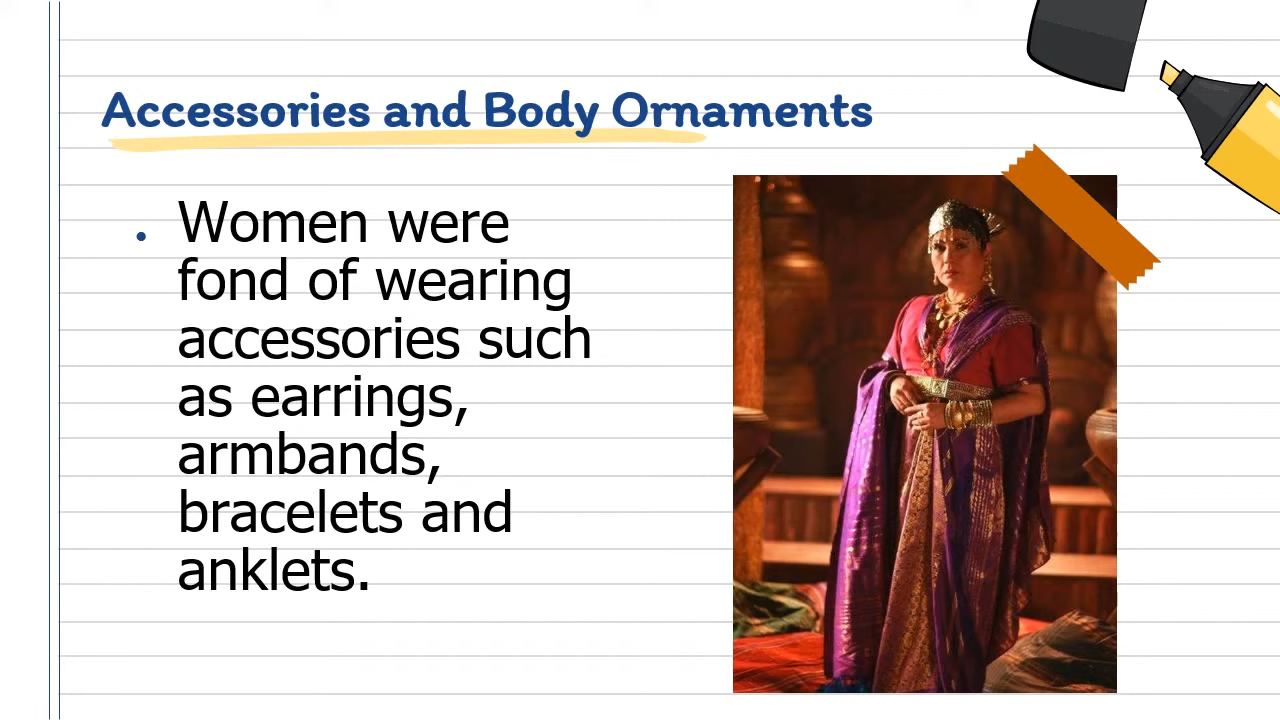 Accessories and Body Ornaments
• Women were
fond of wearing
accessories such
as earrings,
armbands,
bracelets and
anklets.